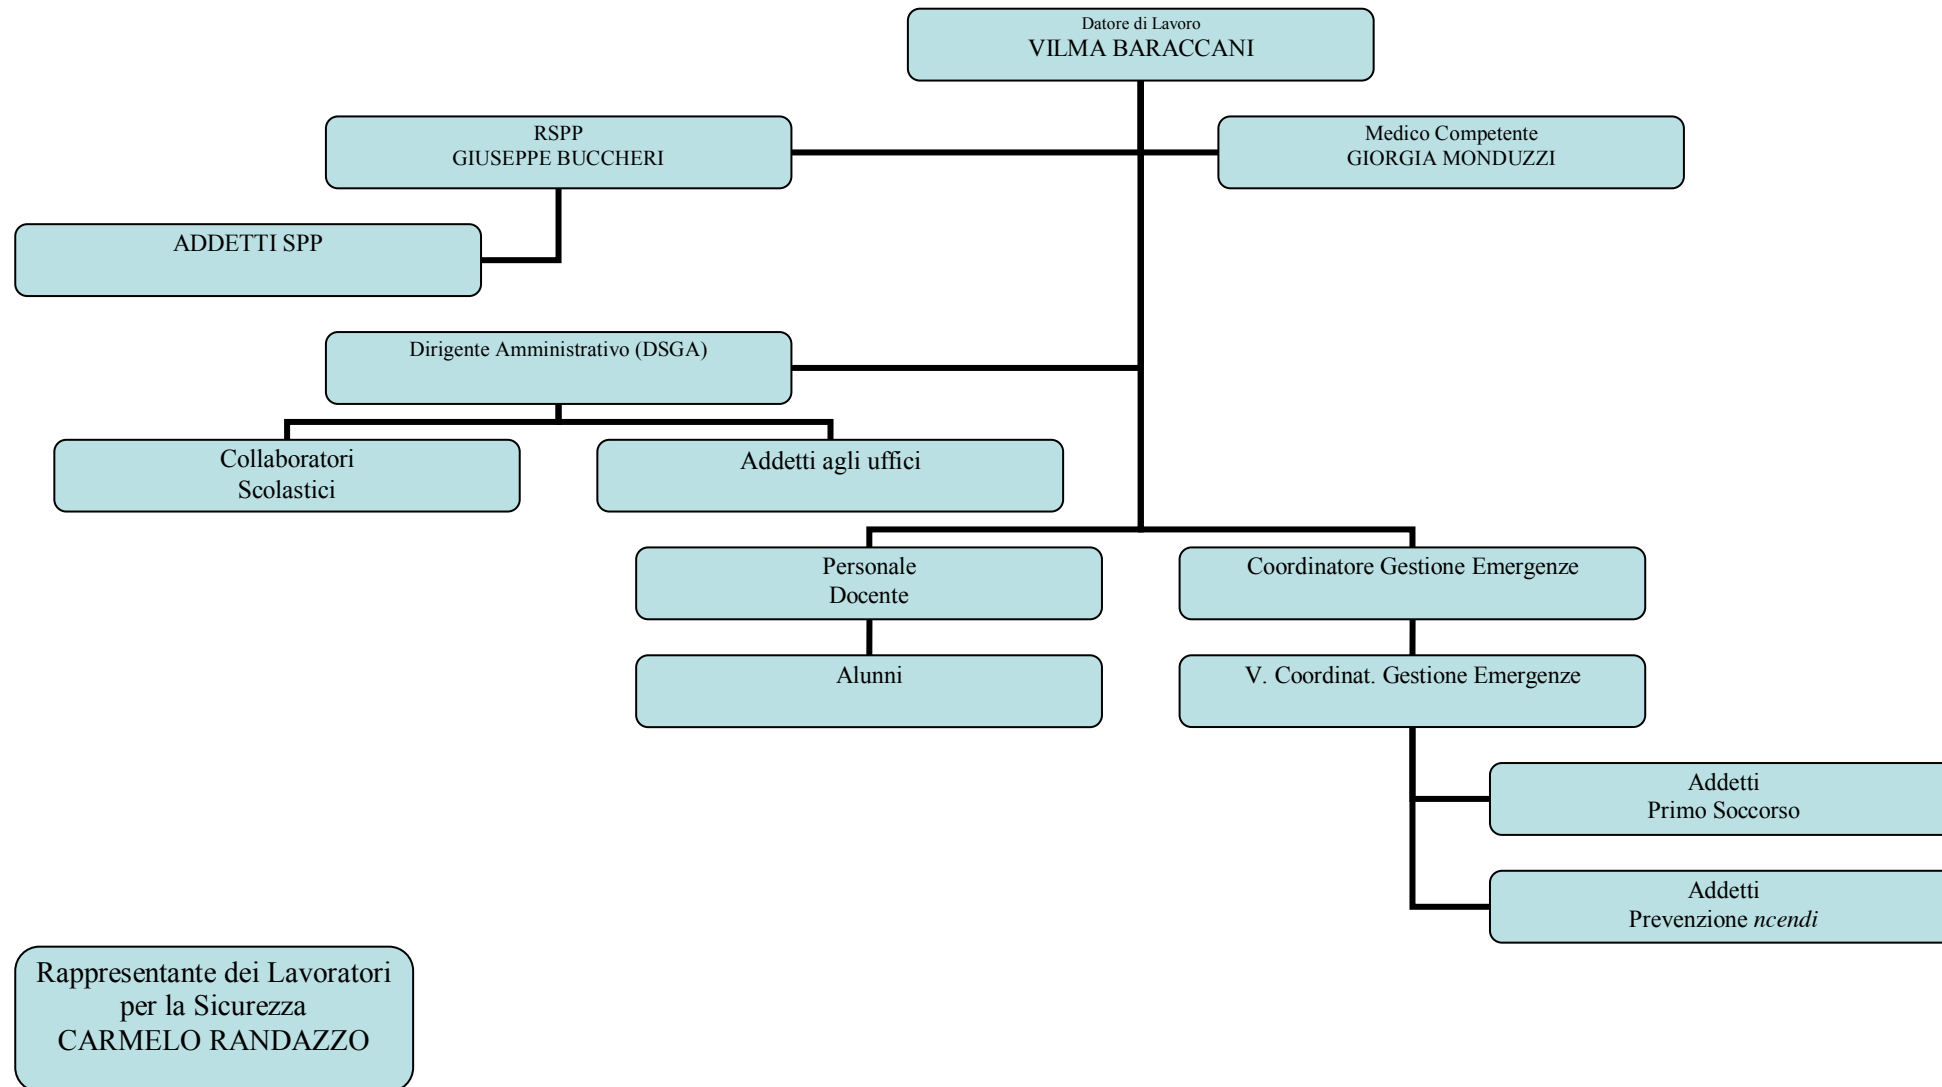 Datore di Lavoro
VILMA BARACCANI
RSPP
GIUSEPPE BUCCHERI
Medico Competente
GIORGIA MONDUZZI
ADDETTI SPP
Dirigente Amministrativo (DSGA)
Collaboratori
Scolastici
Addetti agli uffici
Personale
Docente
Coordinatore Gestione Emergenze
Alunni
V. Coordinat. Gestione Emergenze
Addetti
Primo Soccorso
Addetti
Prevenzione ncendi
Rappresentante dei Lavoratori
per la Sicurezza
CARMELO RANDAZZO